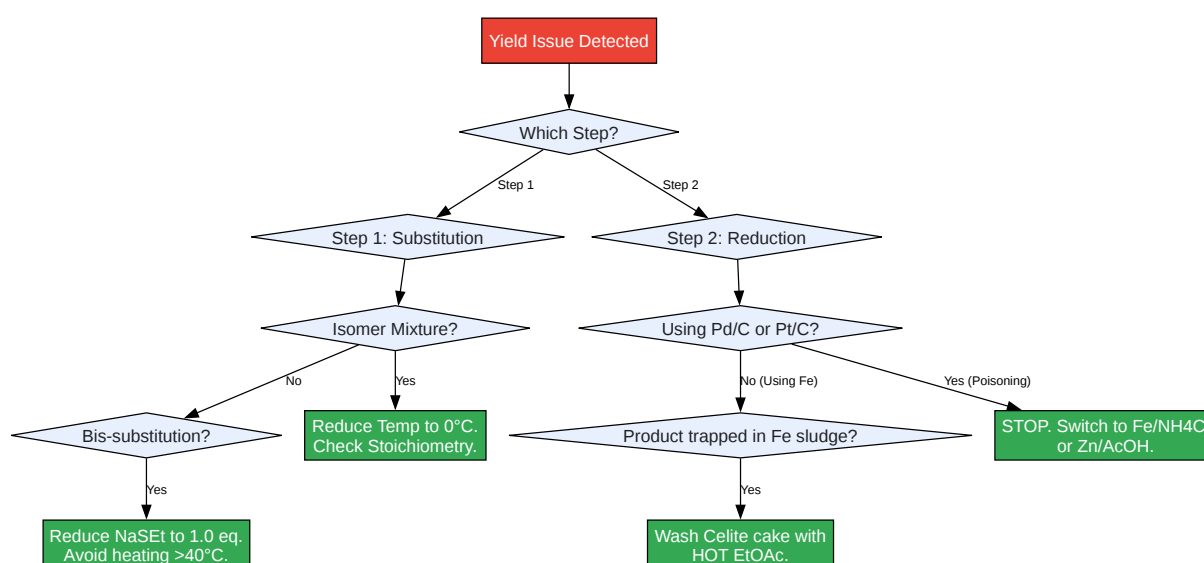 Yield Issue Detected
Which Step?
Step 1
Step 2
Step 1: Substitution
Step 2: Reduction
Isomer Mixture?
Using Pd/C or Pt/C?
No
Yes
No (Using Fe)
Yes (Poisoning)
Bis-substitution?
Reduce Temp to 0°C.
Check Stoichiometry.
Product trapped in Fe sludge?
STOP. Switch to Fe/NH4C
or Zn/AcOH.
Yes
Yes
Reduce NaSEt to 1.0 eq.
Avoid heating >40°C.
Wash Celite cake with
HOT EtOAc.